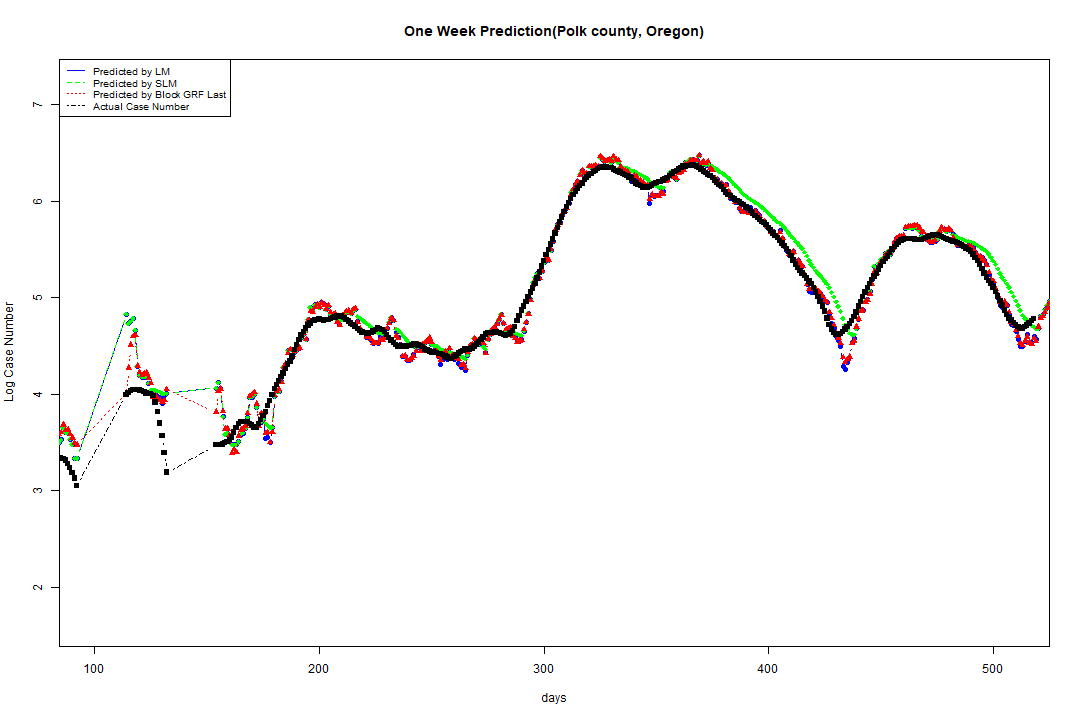 One Week Prediction(Polk county, Oregon)
Predicted by LM
Predicted by SLM
Predicted by Block GRF Last
Actual Case Number
7
6
5
4
3
2
Log Case Number
100 200 300 400 500
days